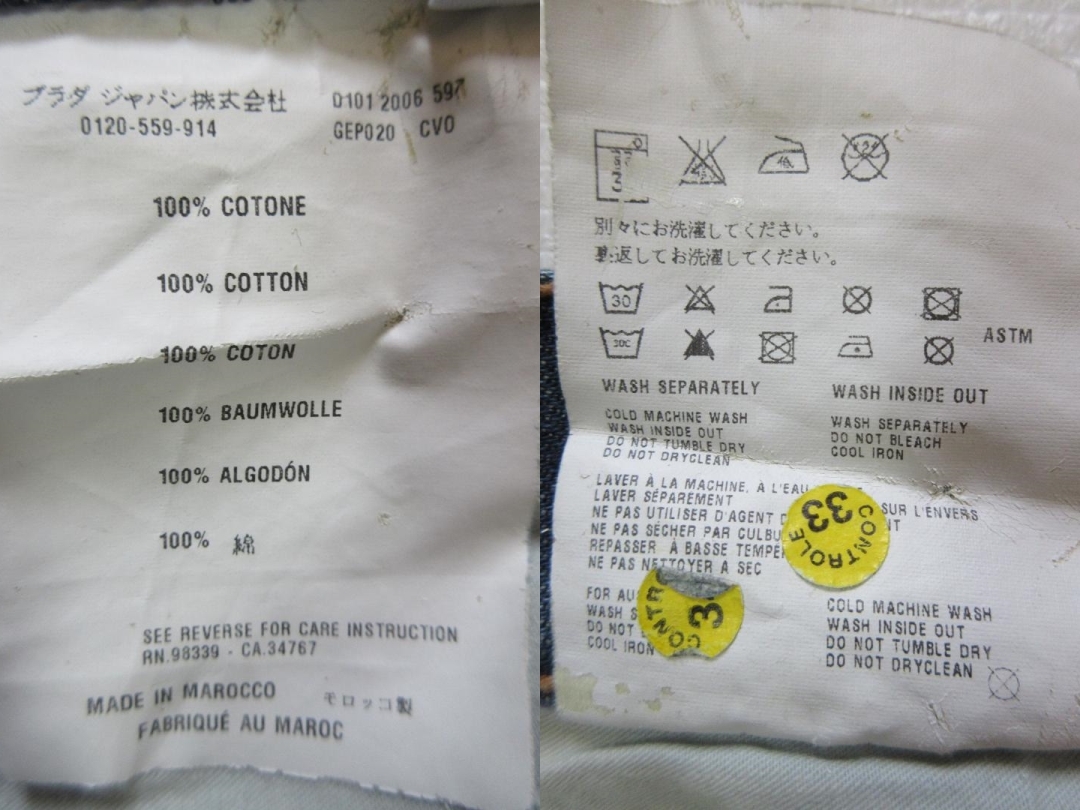 プラダ ジャパン株式会社
0120-559-914
0101 2006 597
GEP020 CVO
100% COTONE
100% COTTON
100% COTON
100% BAUMWOLLE
100% ALGODÓN
100% 綿
SEE REVERSE FOR CARE INSTRUCTION
RN.98339 - CA.34767
MADE IN MAROCCO モロッコ製
FABRIQUÉ AU MAROC
別々にお洗濯してください。
裏返してお洗濯してください。
30
30C
ASTM
WASH SEPARATELY
COLD MACHINE WASH
WASH INSIDE OUT
DO NOT TUMBLE DRY
DO NOT DRYCLEAN
WASH INSIDE OUT
WASH SEPARATELY
DO NOT BLEACH
COOL IRON
LAVER À LA MACHINE, À L'EAU
LAVER SÉPARÉMENT SUR L'ENVERS
NE PAS UTILISER D'AGENT
NE PAS SÉCHER PAR
REPASSER À BASSE
NE PAS NETTOYER A SEC
33 CONTROLE
FOR
WASH
DO NOT
COOL IRON
COLD MACHINE WASH
WASH INSIDE OUT
DO NOT TUMBLE DRY
DO NOT DRYCLEAN